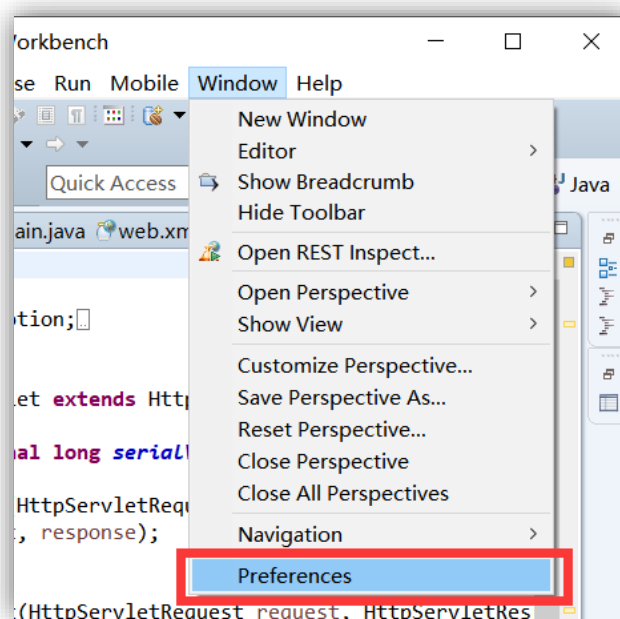 Workbench
se Run Mobile Window Help
New Window
Editor
Quick Access
Show Breadcrumb
Java
Hide Toolbar
ain.java web.xm
Open REST Inspect...
Open Perspective
ption;
Show View
Customize Perspective...
let extends Http
Save Perspective As...
Reset Perspective...
al long serialV
Close Perspective
Close All Perspectives
HttpServletRequ
, response);
Navigation
Preferences
(HttpServletRequest request, HttpServletRes